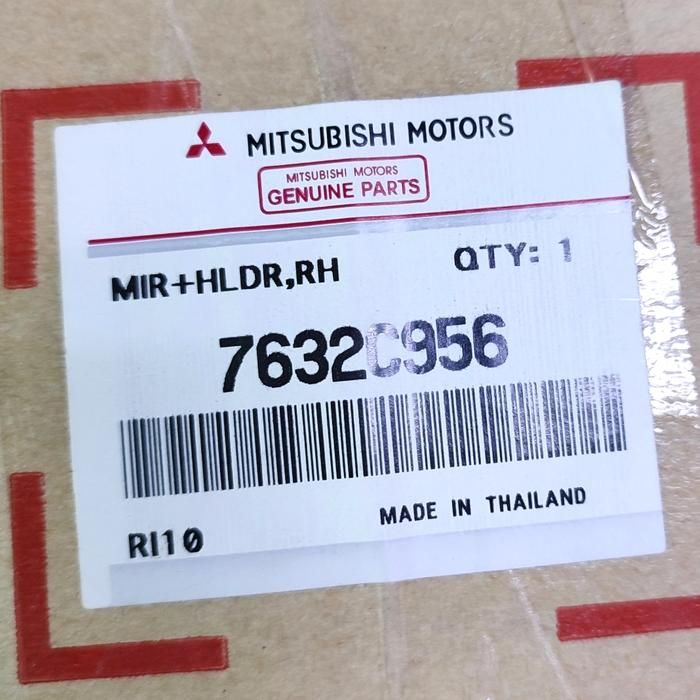 MITSUBISHI MOTORS
MITSUBISHI MOTORS
GENUINE PARTS
MIR+HLDR,RH
QTY: 1
7632C956
MADE IN THAILAND
RI10